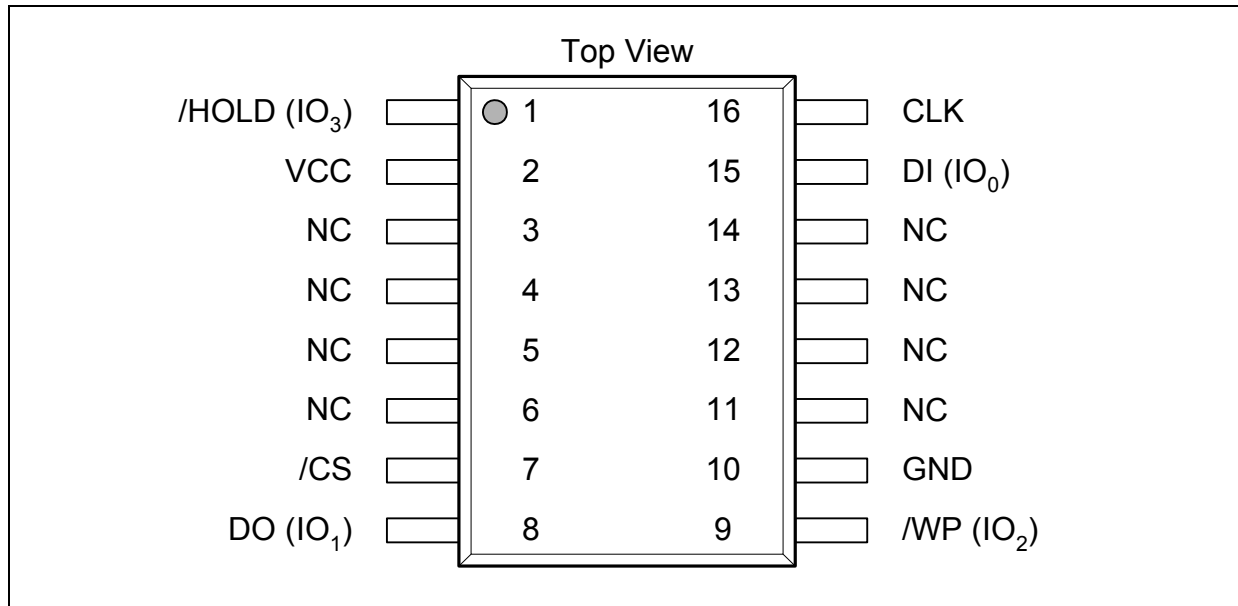 Top View
/HOLD (IO₃) 1 16 CLK
VCC 2 15 DI (IO₀)
NC 3 14 NC
NC 4 13 NC
NC 5 12 NC
NC 6 11 NC
/CS 7 10 GND
DO (IO₁) 8 9 /WP (IO₂)